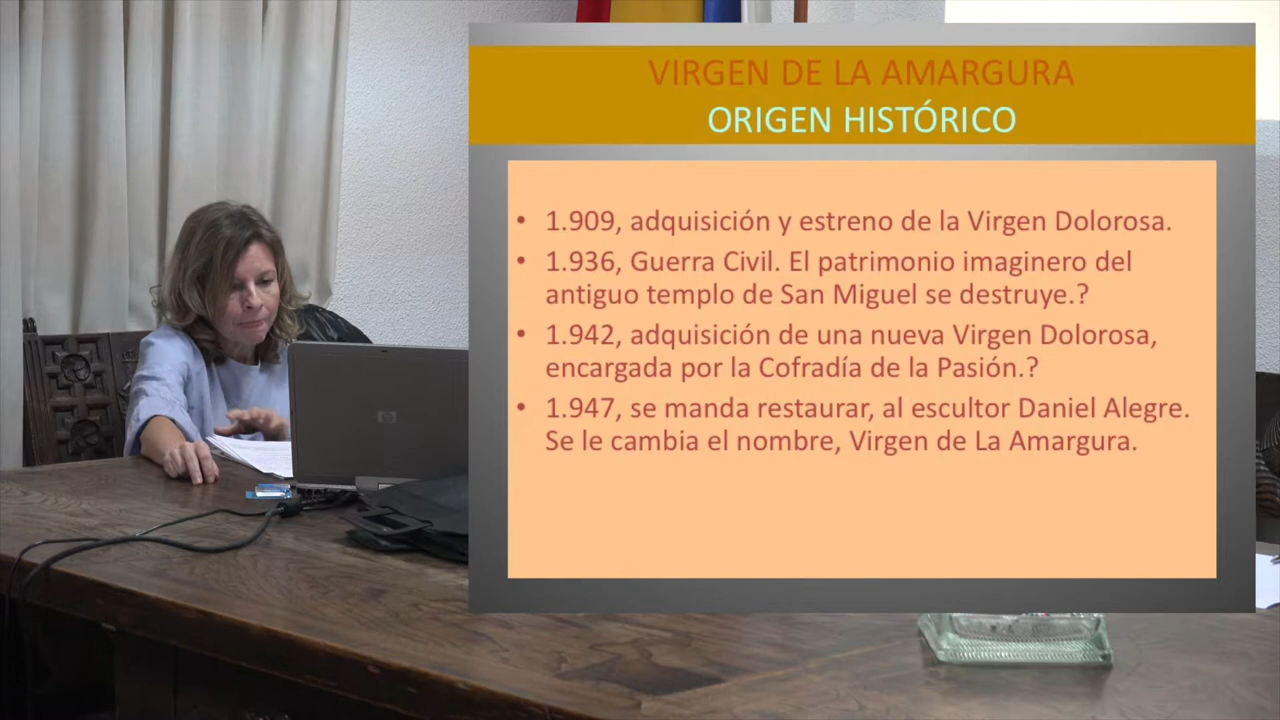 VIRGEN DE LA AMARGURA
ORIGEN HISTÓRICO
• 1.909, adquisición y estreno de la Virgen Dolorosa.
• 1.936, Guerra Civil. El patrimonio imaginero del
antiguo templo de San Miguel se destruye.?
• 1.942, adquisición de una nueva Virgen Dolorosa,
encargada por la Cofradía de la Pasión.?
• 1.947, se manda restaurar, al escultor Daniel Alegre.
Se le cambia el nombre, Virgen de La Amargura.
hp